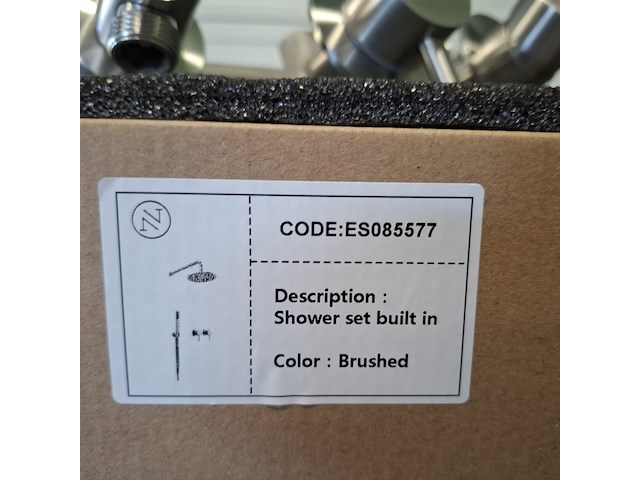 N
CODE:ES085577
Description :
Shower set built in
Color : Brushed